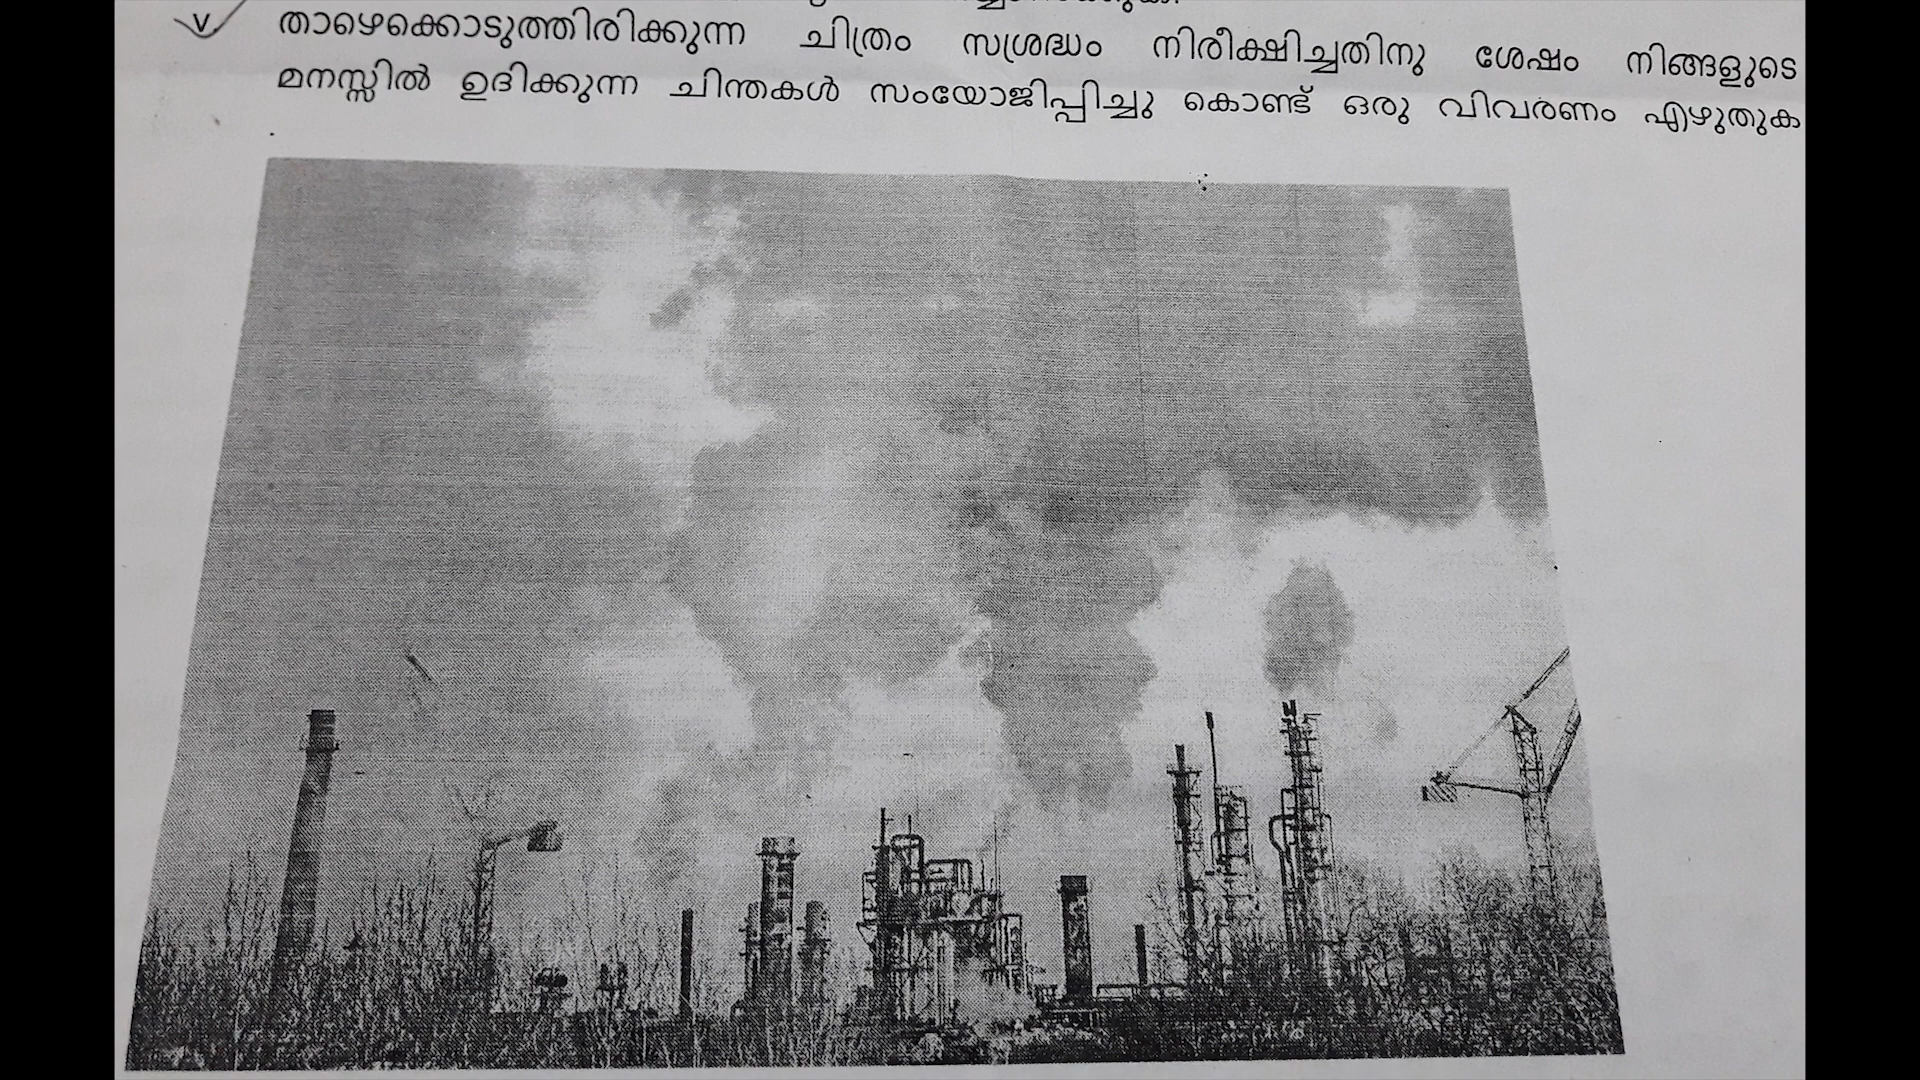 v താഴെക്കൊടുത്തിരിക്കുന്ന ചിത്രം സശ്രദ്ധം നിരീക്ഷിച്ചതിനു ശേഷം നിങ്ങളുടെ
മനസ്സിൽ ഉദിക്കുന്ന ചിന്തകൾ സംയോജിപ്പിച്ചു കൊണ്ട് ഒരു വിവരണം എഴുതുക